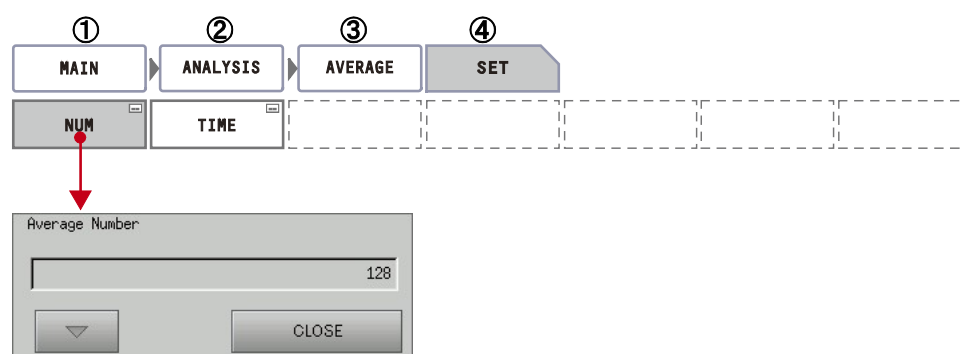 ① ② ③ ④
MAIN ANALYSIS AVERAGE SET
NUM TIME
Average Number
128
CLOSE